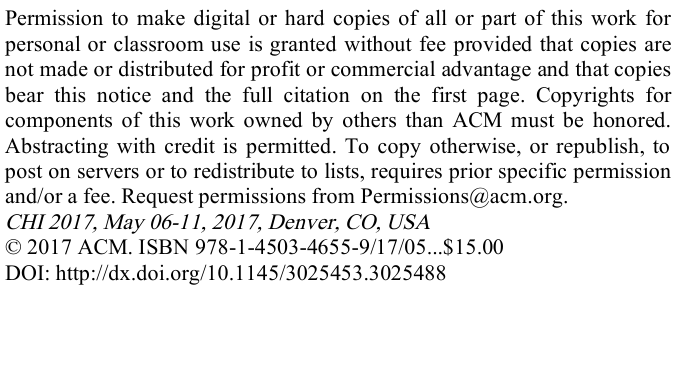 Permission to make digital or hard copies of all or part of this work for
personal or classroom use is granted without fee provided that copies are
not made or distributed for profit or commercial advantage and that copies
bear this notice and the full citation on the first page. Copyrights for
components of this work owned by others than ACM must be honored.
Abstracting with credit is permitted. To copy otherwise, or republish, to
post on servers or to redistribute to lists, requires prior specific permission
and/or a fee. Request permissions from Permissions@acm.org.
CHI 2017, May 06-11, 2017, Denver, CO, USA
© 2017 ACM. ISBN 978-1-4503-4655-9/17/05...$15.00
DOI: http://dx.doi.org/10.1145/3025453.3025488